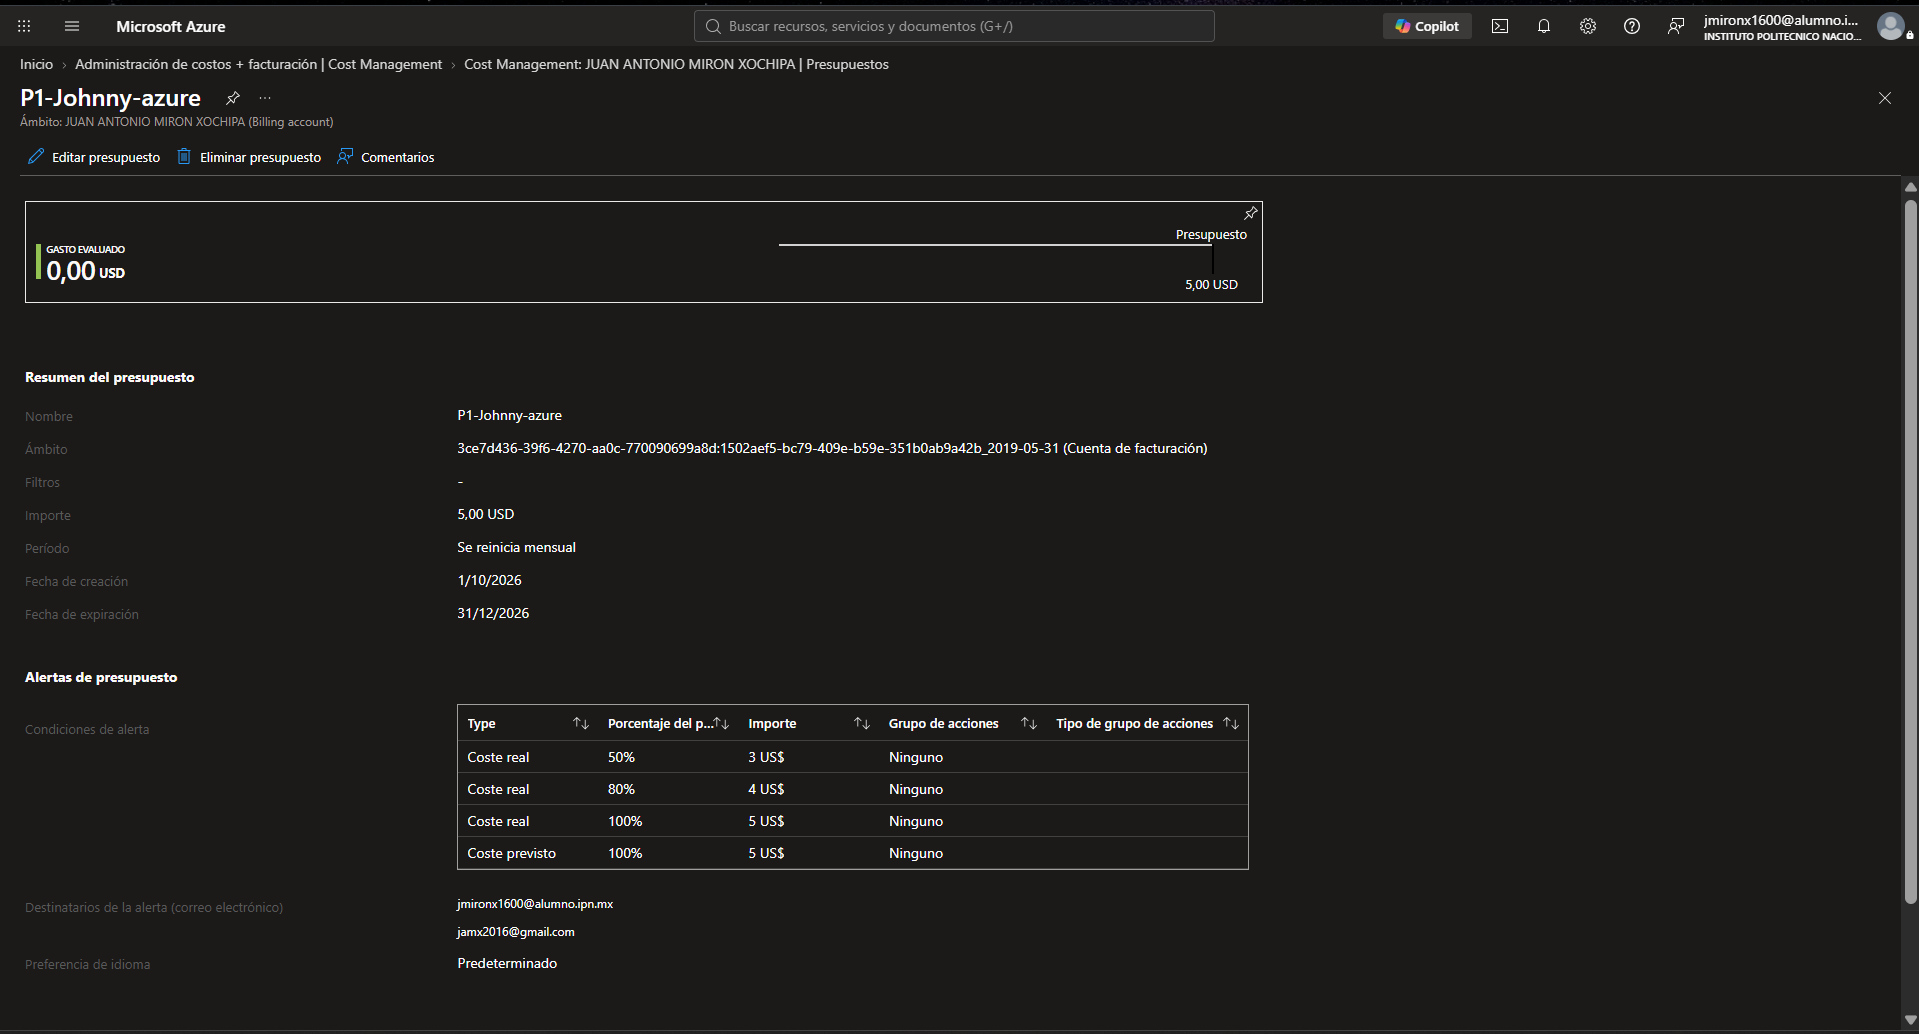 Microsoft Azure
Buscar recursos, servicios y documentos (G+/)
Copilot
jmironx1600@alumno.i...
INSTITUTO POLITECNICO NACIO...
Inicio > Administración de costos + facturación | Cost Management > Cost Management: JUAN ANTONIO MIRON XOCHIPA | Presupuestos
P1-Johnny-azure ...
Ámbito: JUAN ANTONIO MIRON XOCHIPA (Billing account)
Editar presupuesto Eliminar presupuesto Comentarios
Presupuesto
GASTO EVALUADO
0,00 USD
5,00 USD
Resumen del presupuesto
Nombre P1-Johnny-azure
Ámbito 3ce7d436-39f6-4270-aa0c-770090699a8d:1502aef5-bc79-409e-b59e-351b0ab9a42b_2019-05-31 (Cuenta de facturación)
Filtros -
Importe 5,00 USD
Período Se reinicia mensual
Fecha de creación 1/10/2026
Fecha de expiración 31/12/2026
Alertas de presupuesto
Condiciones de alerta
Type Porcentaje del p... Importe Grupo de acciones Tipo de grupo de acciones
Coste real 50% 3 US$ Ninguno
Coste real 80% 4 US$ Ninguno
Coste real 100% 5 US$ Ninguno
Coste previsto 100% 5 US$ Ninguno
Destinatarios de la alerta (correo electrónico) jmironx1600@alumno.ipn.mx
jamx2016@gmail.com
Preferencia de idioma Predeterminado